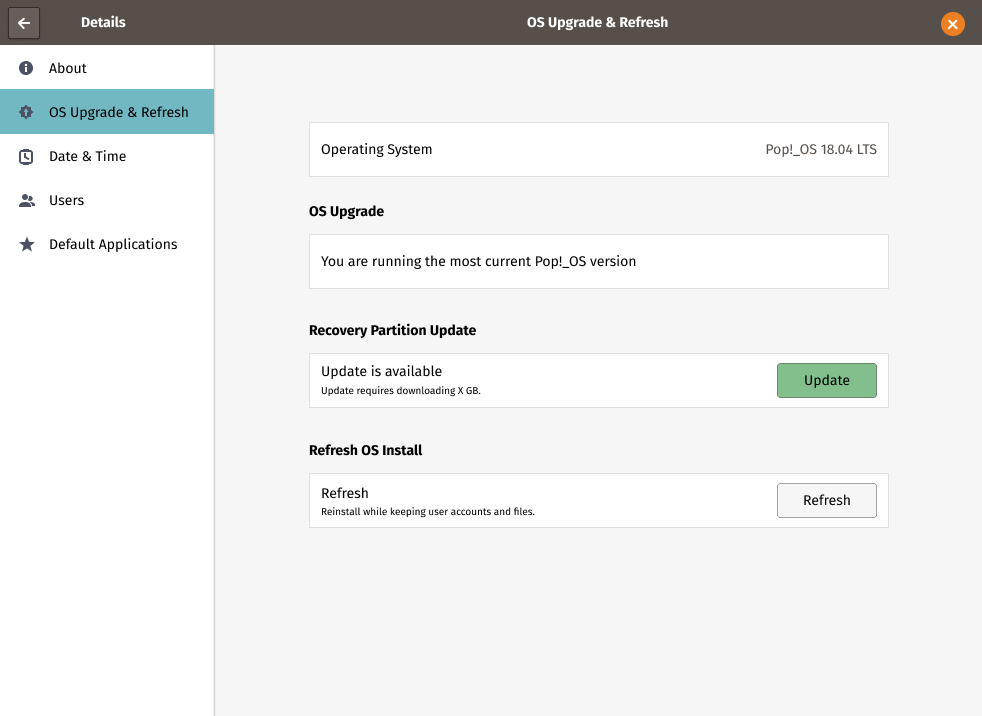 Details
OS Upgrade & Refresh
About
OS Upgrade & Refresh
Date & Time
Users
Default Applications
Operating System
Pop!_OS 18.04 LTS
OS Upgrade
You are running the most current Pop!_OS version
Recovery Partition Update
Update is available
Update requires downloading X GB.
Update
Refresh OS Install
Refresh
Reinstall while keeping user accounts and files.
Refresh